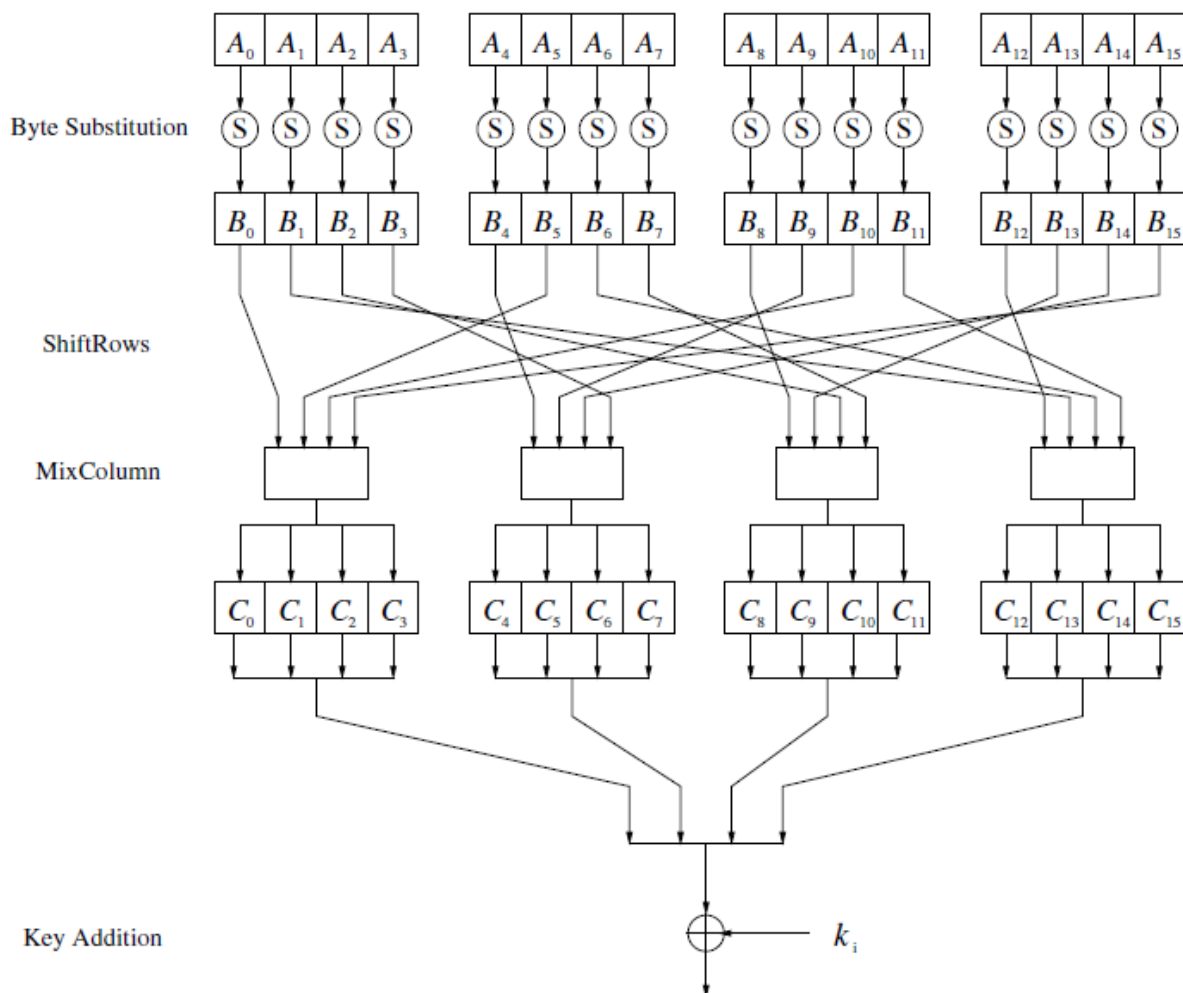 A0 A1 A2 A3 A4 A5 A6 A7 A8 A9 A10 A11 A12 A13 A14 A15
Byte Substitution S S S S S S S S S S S S S S S S
B0 B1 B2 B3 B4 B5 B6 B7 B8 B9 B10 B11 B12 B13 B14 B15
ShiftRows
MixColumn
C0 C1 C2 C3 C4 C5 C6 C7 C8 C9 C10 C11 C12 C13 C14 C15
Key Addition ki